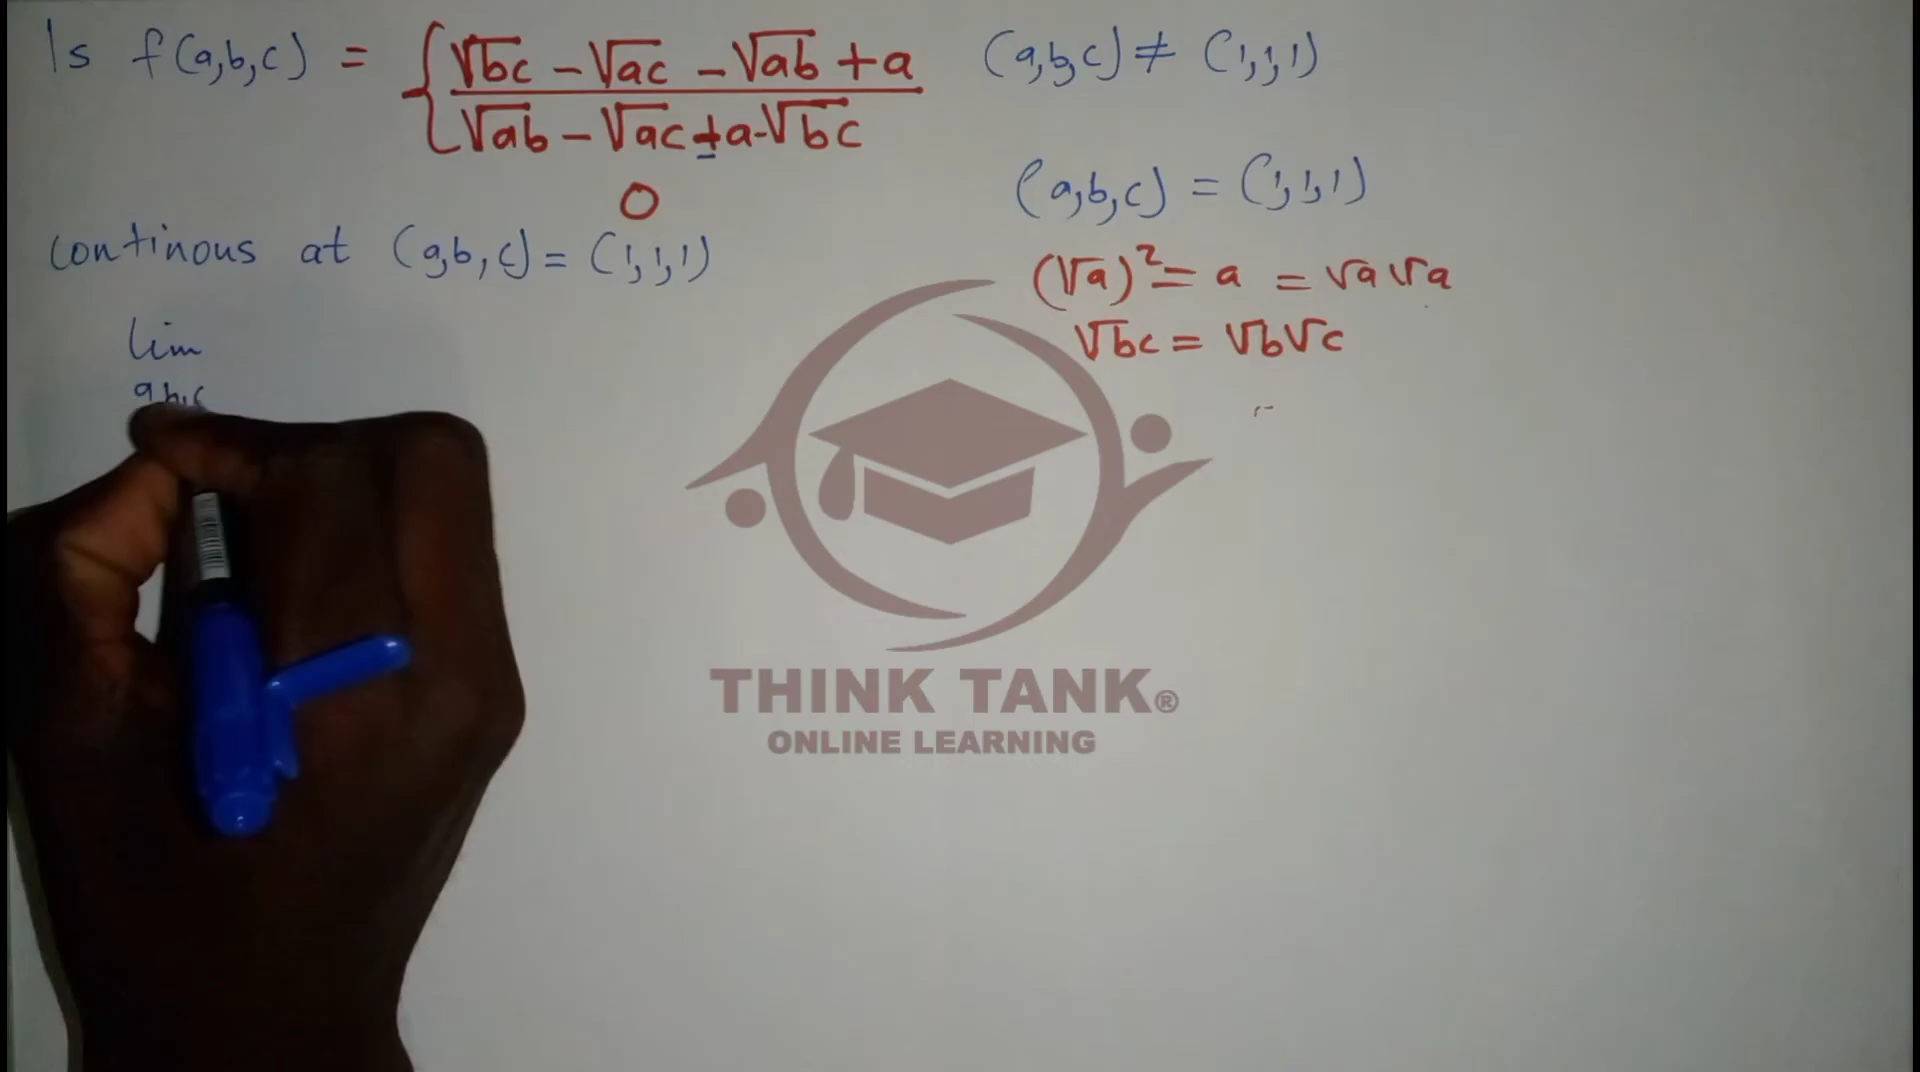 Is f(a,b,c) = { √bc - √ac - √ab + a (a,b,c) ≠ (1,1,1)
√ab - √ac + a - √bc
0 (a,b,c) = (1,1,1)
continous at (a,b,c) = (1,1,1)
(√a)² = a = √a √a
√bc = √b√c
lim
a,b,c
THINK TANK®
ONLINE LEARNING